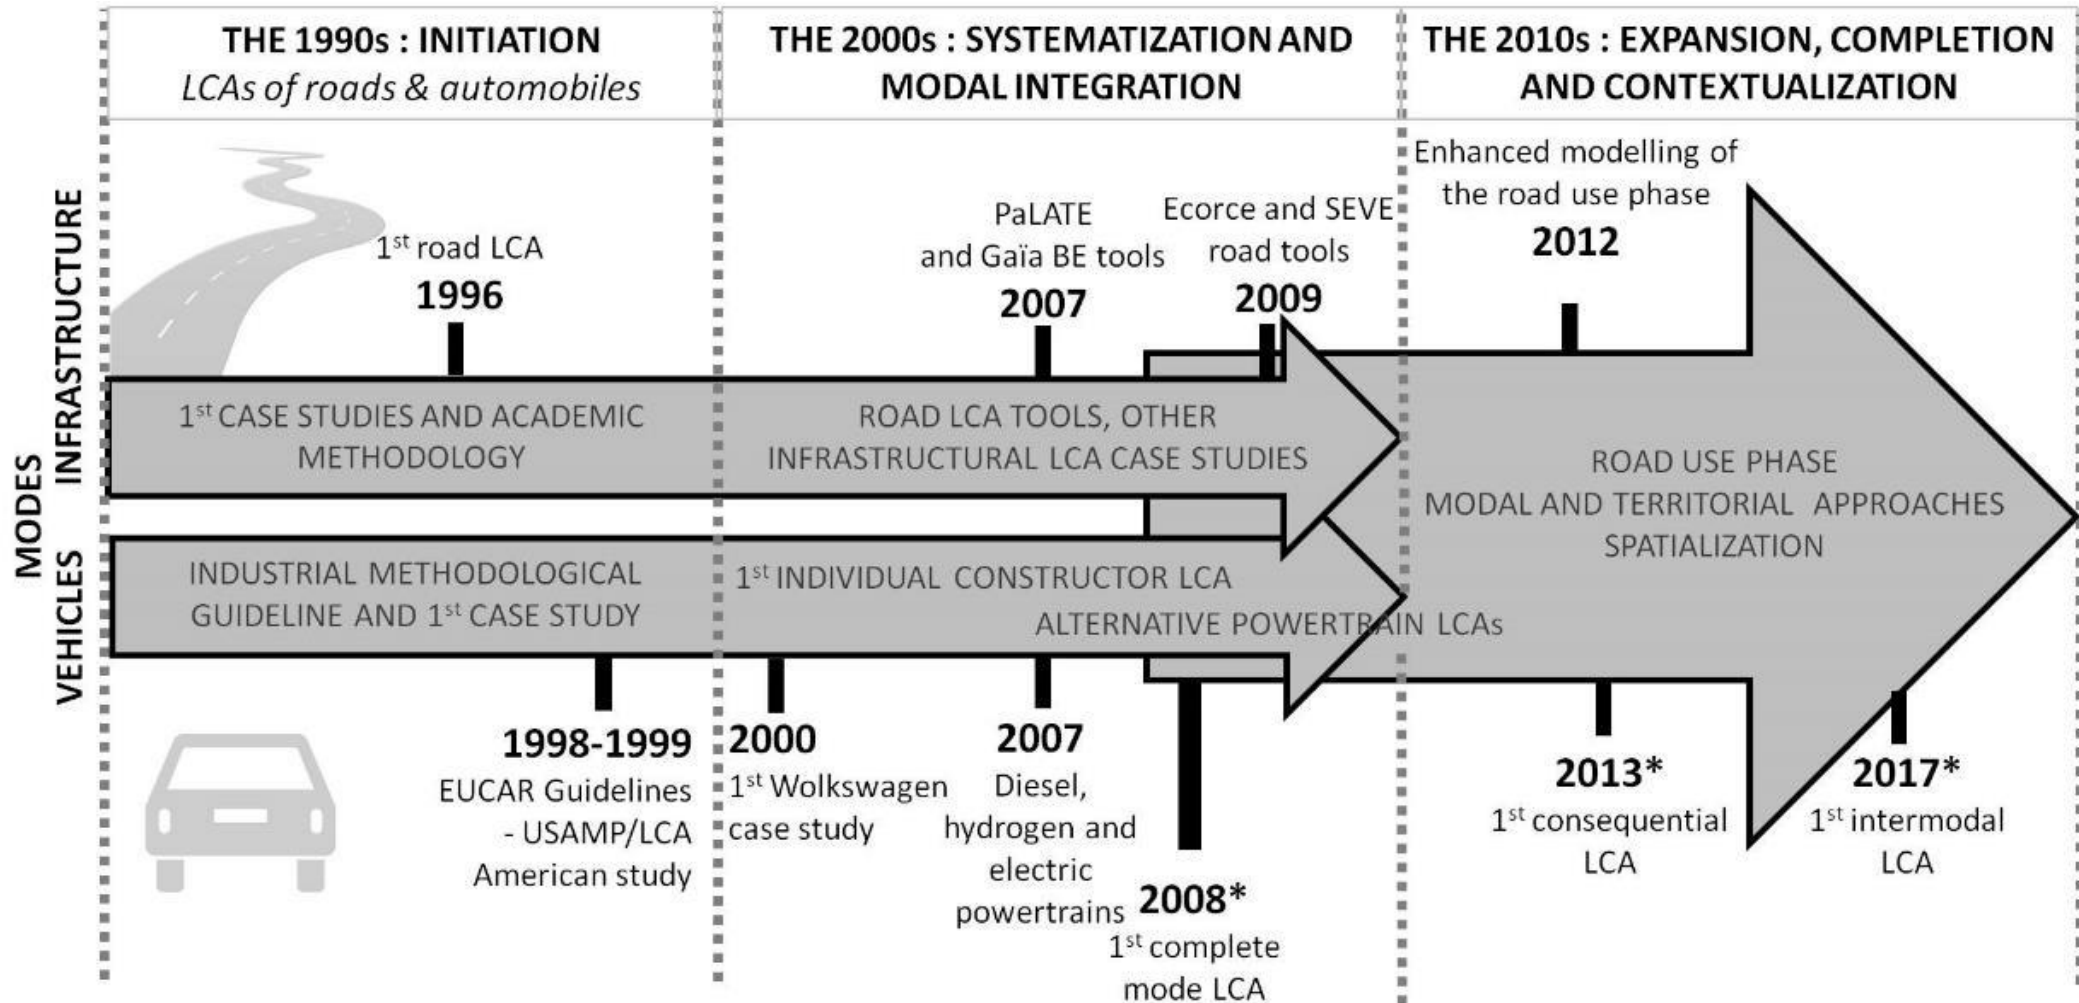 THE 1990s : INITIATION
LCAs of roads & automobiles
THE 2000s : SYSTEMATIZATION AND
MODAL INTEGRATION
THE 2010s : EXPANSION, COMPLETION
AND CONTEXTUALIZATION
MODES
INFRASTRUCTURE
VEHICLES
1st road LCA
1996
PaLATE
and Gaïa BE tools
2007
Ecorce and SEVE
road tools
2009
Enhanced modelling of
the road use phase
2012
1st CASE STUDIES AND ACADEMIC
METHODOLOGY
ROAD LCA TOOLS, OTHER
INFRASTRUCTURAL LCA CASE STUDIES
ROAD USE PHASE
MODAL AND TERRITORIAL APPROACHES
SPATIALIZATION
INDUSTRIAL METHODOLOGICAL
GUIDELINE AND 1st CASE STUDY
1st INDIVIDUAL CONSTRUCTOR LCA
ALTERNATIVE POWERTRAIN LCAs
1998-1999
EUCAR Guidelines
- USAMP/LCA
American study
2000
1st Wolkswagen
case study
2007
Diesel,
hydrogen and
electric
powertrains
2008*
1st complete
mode LCA
2013*
1st consequential
LCA
2017*
1st intermodal
LCA